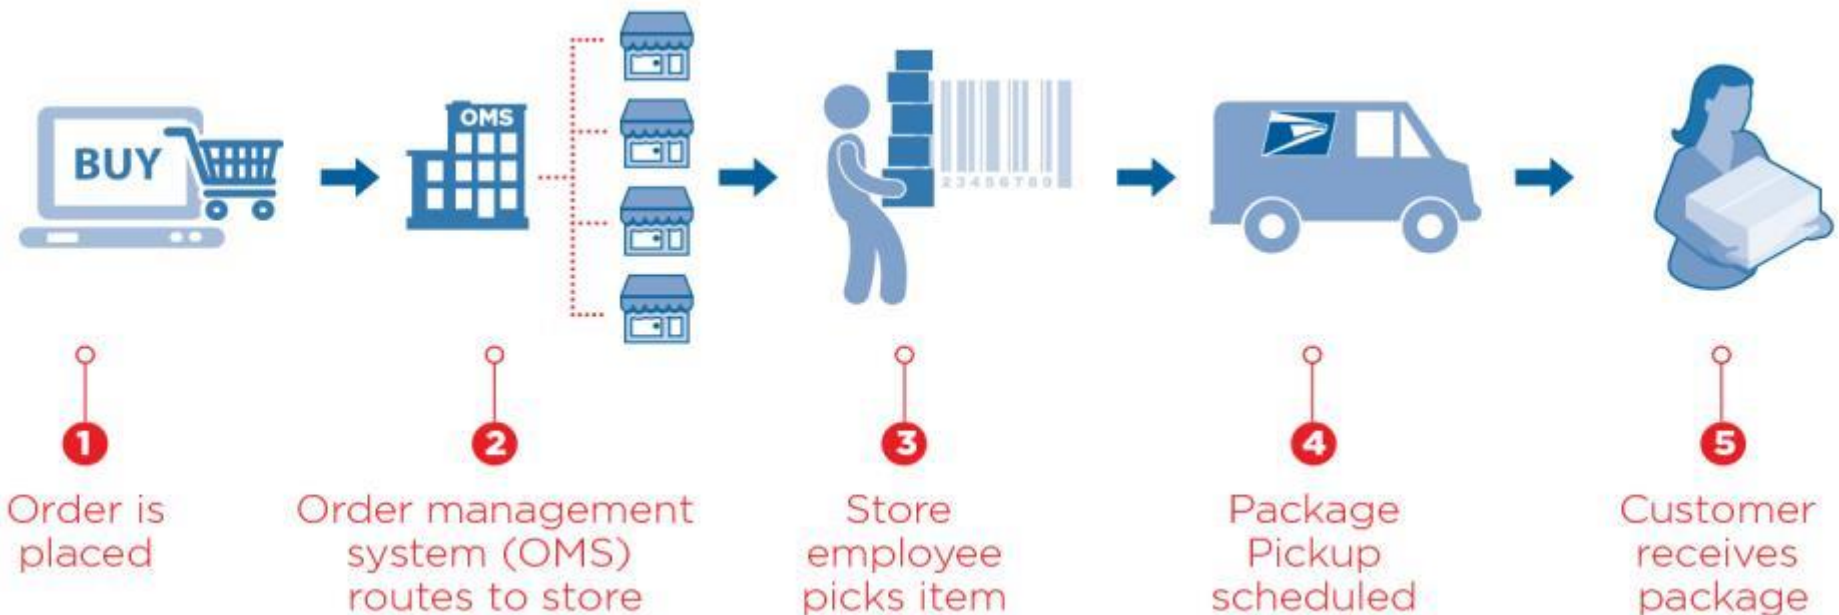 BUY
OMS
23456789
1
Order is
placed
2
Order management
system (OMS)
routes to store
3
Store
employee
picks item
4
Package
Pickup
scheduled
5
Customer
receives
package